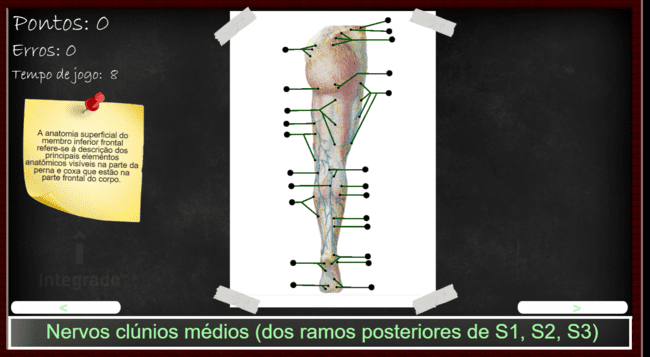 Pontos: 0
Erros: 0
Tempo de jogo: 8
A anatomia superficial do
membro inferior frontal
refere-se à descrição dos
principais elementos
anatômicos visíveis na parte da
perna e coxa que estão na
parte frontal do corpo.
Integrado
<
>
Nervos clúnios médios (dos ramos posteriores de S1, S2, S3)